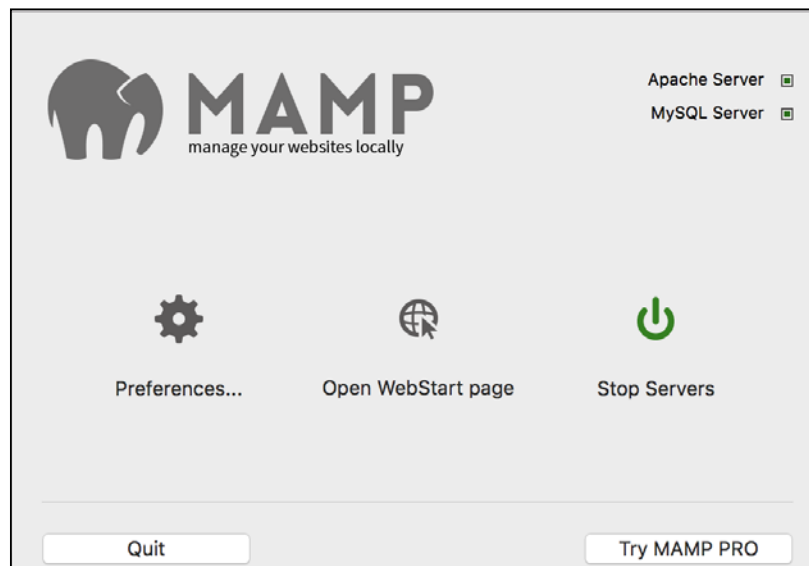 MAMP
manage your websites locally
Apache Server
MySQL Server
Preferences...
Open WebStart page
Stop Servers
Quit
Try MAMP PRO